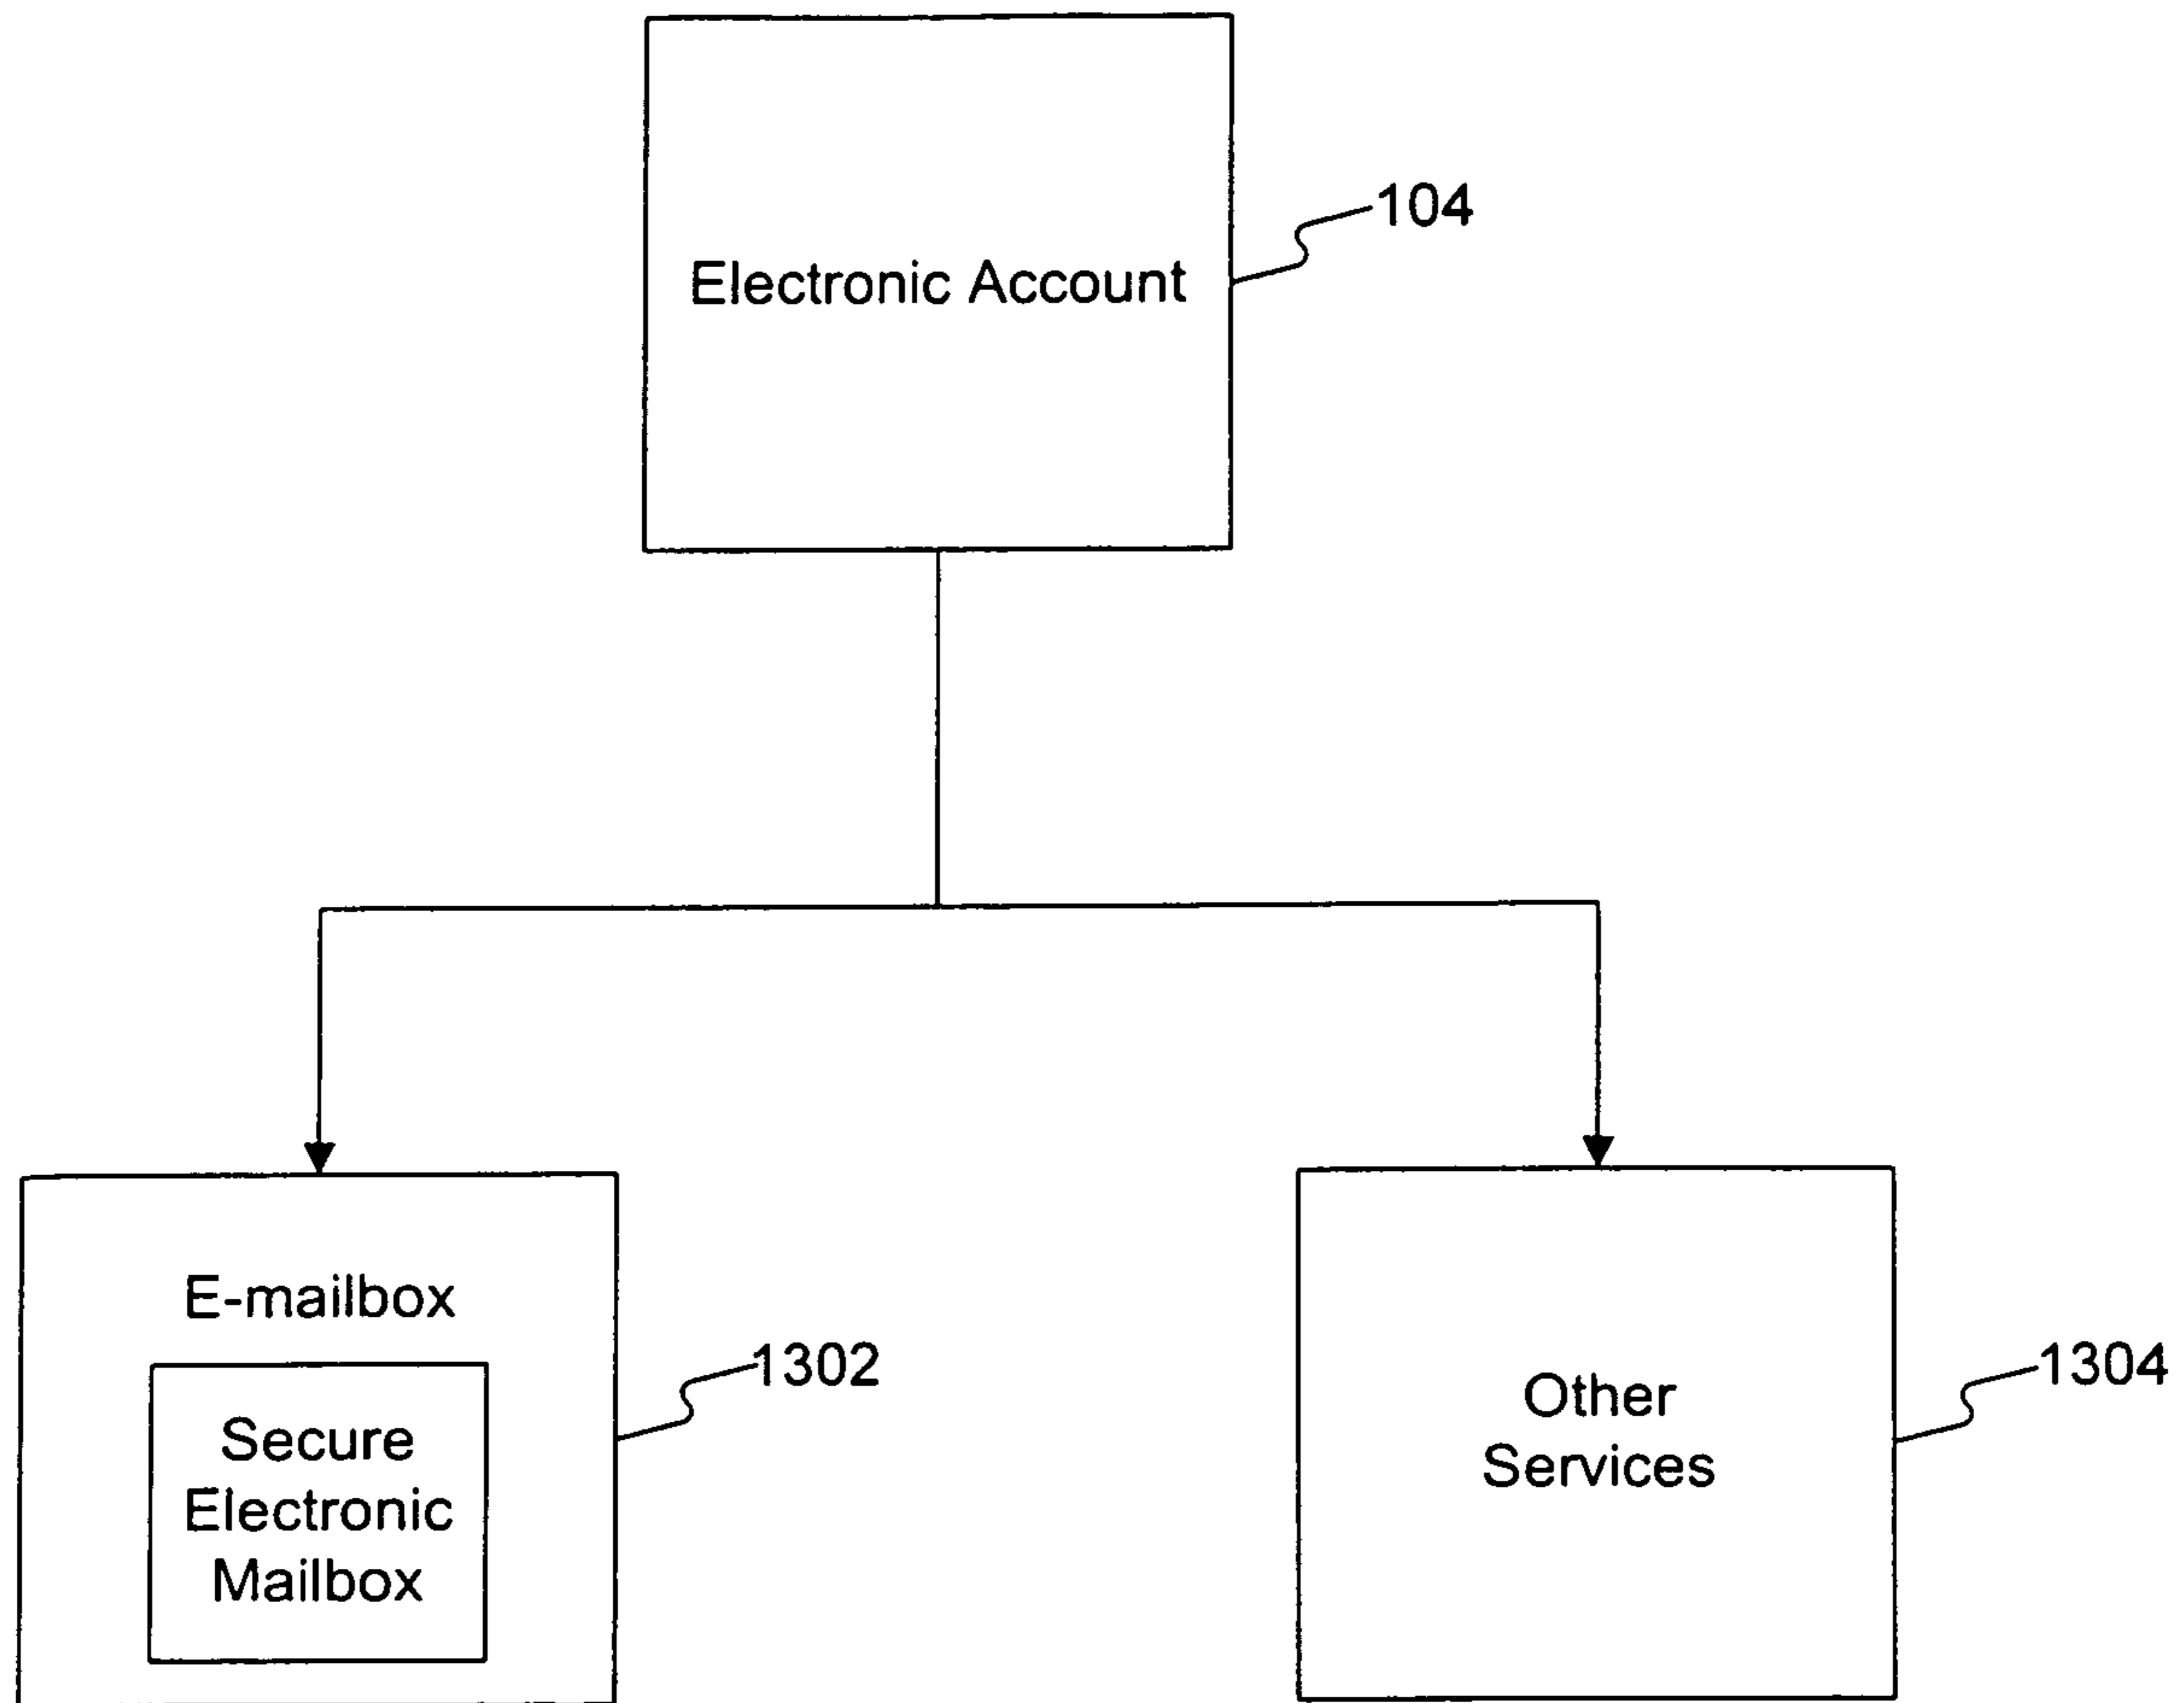 104
Electronic Account
E-mailbox
1302
Secure
Electronic
Mailbox
1304
Other
Services